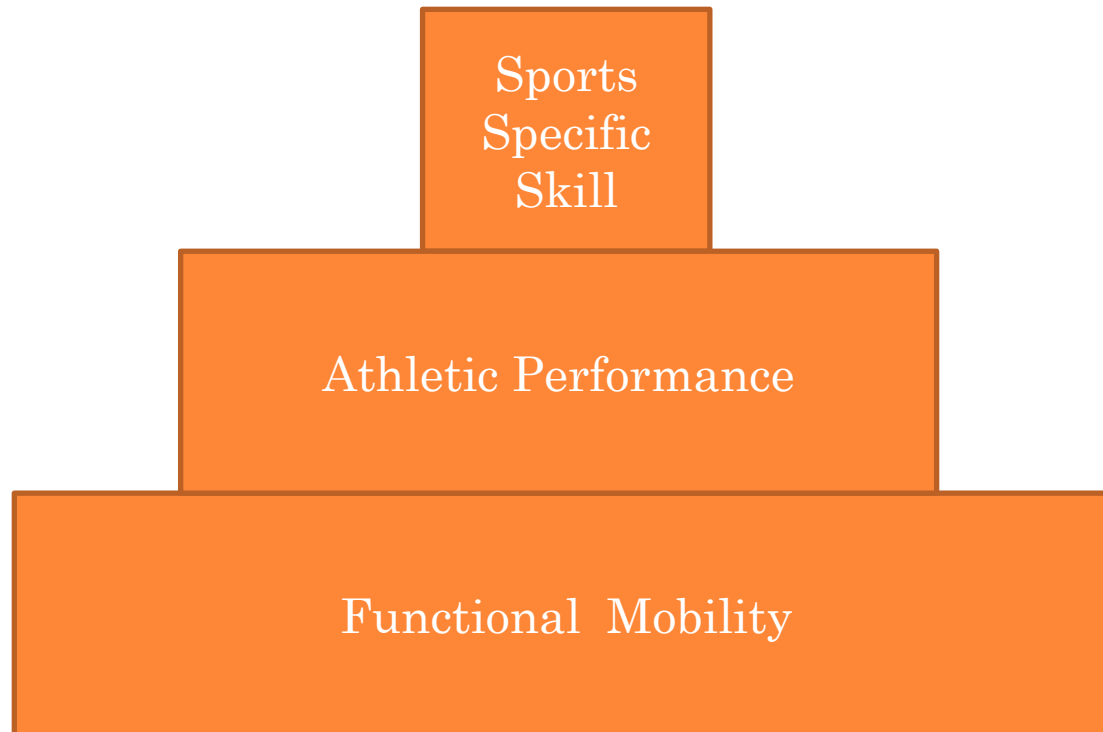 Sports
Specific
Skill
Athletic Performance
Functional  Mobility